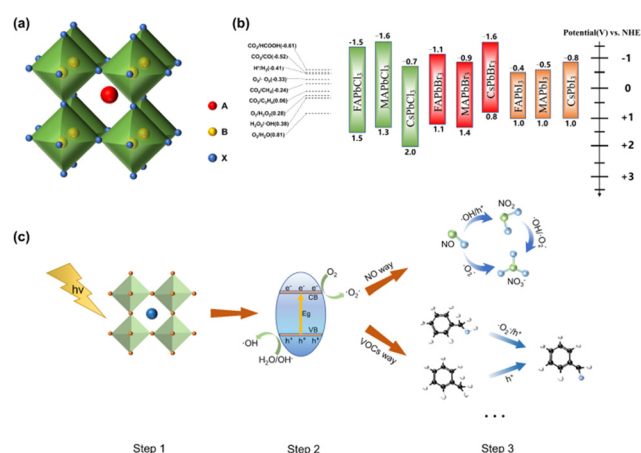 (a)
A
B
X
(b)
CO₂/HCOOH(-0.61)
CO₂/CO(-0.52)
H⁺/H₂(-0.41)
O₂/·O₂⁻(-0.33)
CO₂/CH₄(-0.24)
CO₂/C₂H₄(0.06)
O₂/H₂O₂(0.28)
H₂O₂/·OH(0.38)
O₂/H₂O(0.81)
-1.5
FAPbCl₃
1.5
-1.6
MAPbCl₃
1.3
-0.7
CsPbCl₃
2.0
-1.1
FAPbBr₃
1.1
-0.9
MAPbBr₃
1.4
-1.6
CsPbBr₃
0.8
-0.4
FAPbI₃
1.0
-0.5
MAPbI₃
1.0
-0.8
CsPbI₃
1.0
Potential(V) vs. NHE
-1
0
+1
+2
+3
(c)
hv
e⁻ e⁻ e⁻
CB
Eg
VB
h⁺ h⁺ h⁺
O₂
·O₂⁻
·OH
H₂O/OH⁻
NO way
VOCs way
NO
·OH/h⁺
NO₂
·OH/·O₂⁻
·O₂⁻
NO₃⁻
·O₂⁻/h⁺
h⁺
• • •
Step 1
Step 2
Step 3